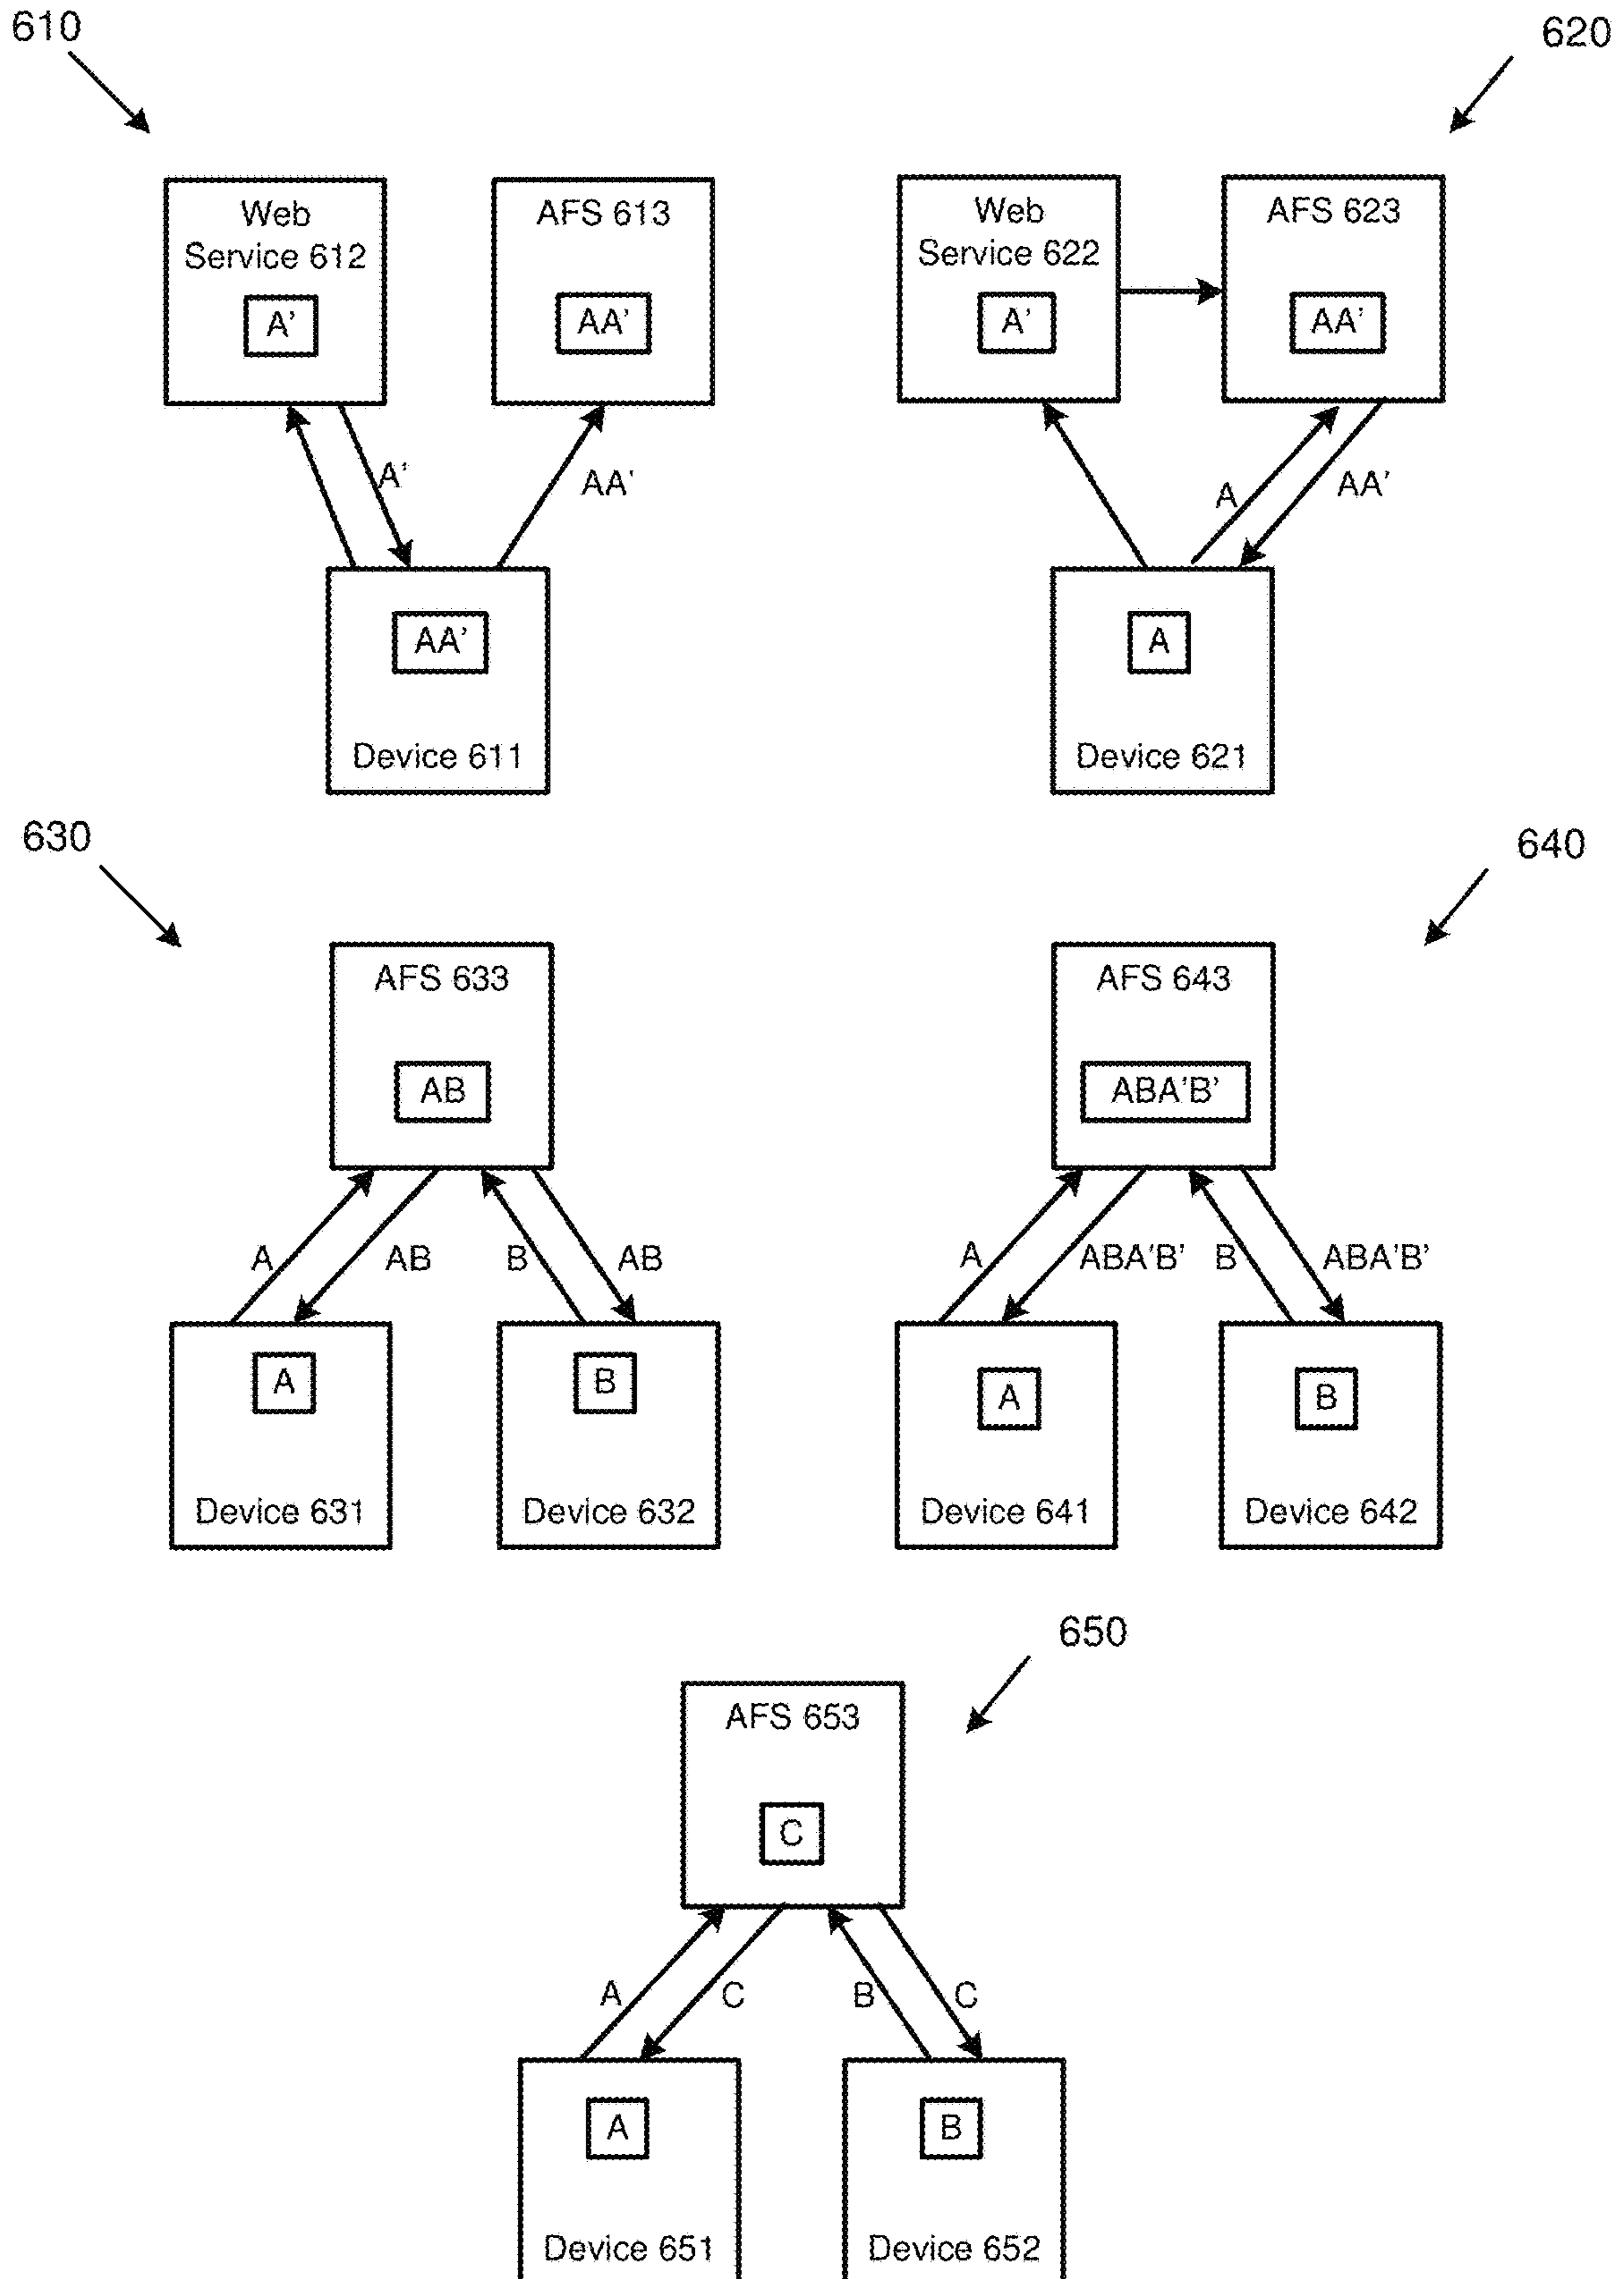 610
620
Web
Service 612
A'
AFS 613
AA'
Web
Service 622
A'
AFS 623
AA'
A'
AA'
A
AA'
AA'
Device 611
A
Device 621
630
640
AFS 633
AB
AFS 643
ABA'B'
A
AB
B
AB
A
ABA'B'
B
ABA'B'
A
Device 631
B
Device 632
A
Device 641
B
Device 642
650
AFS 653
C
A
C
B
C
A
Device 651
B
Device 652